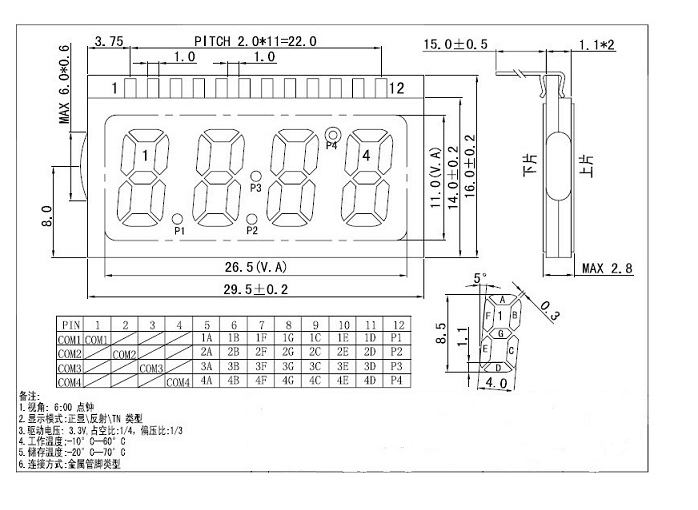 3.75
PITCH 2.0*11=22.0
15.0±0.5
1.1*2
1.0
1.0
MAX 6.0*0.6
1
12
1
4
P4
P3
P1
P2
8.0
11.0(V.A)
14.0±0.2
16.0±0.2
下片
上片
26.5(V.A)
MAX 2.8
29.5±0.2
5°
0.3
8.5
1.1
4.0
A
F 1 B
G
E C
D
PIN 1 2 3 4 5 6 7 8 9 10 11 12
COM1 COM1 1A 1B 1F 1G 1C 1E 1D P1
COM2 COM2 2A 2B 2F 2G 2C 2E 2D P2
COM3 COM3 3A 3B 3F 3G 3C 3E 3D P3
COM4 COM4 4A 4B 4F 4G 4C 4E 4D P4
备注:
1.视角: 6:00 点钟
2.显示模式:正显\反射\TN 类型
3.驱动电压: 3.3V,占空比:1/4, 偏压比:1/3
4.工作温度:-10°C—60°C
5.储存温度:-20°C—70°C
6.连接方式:金属管脚类型